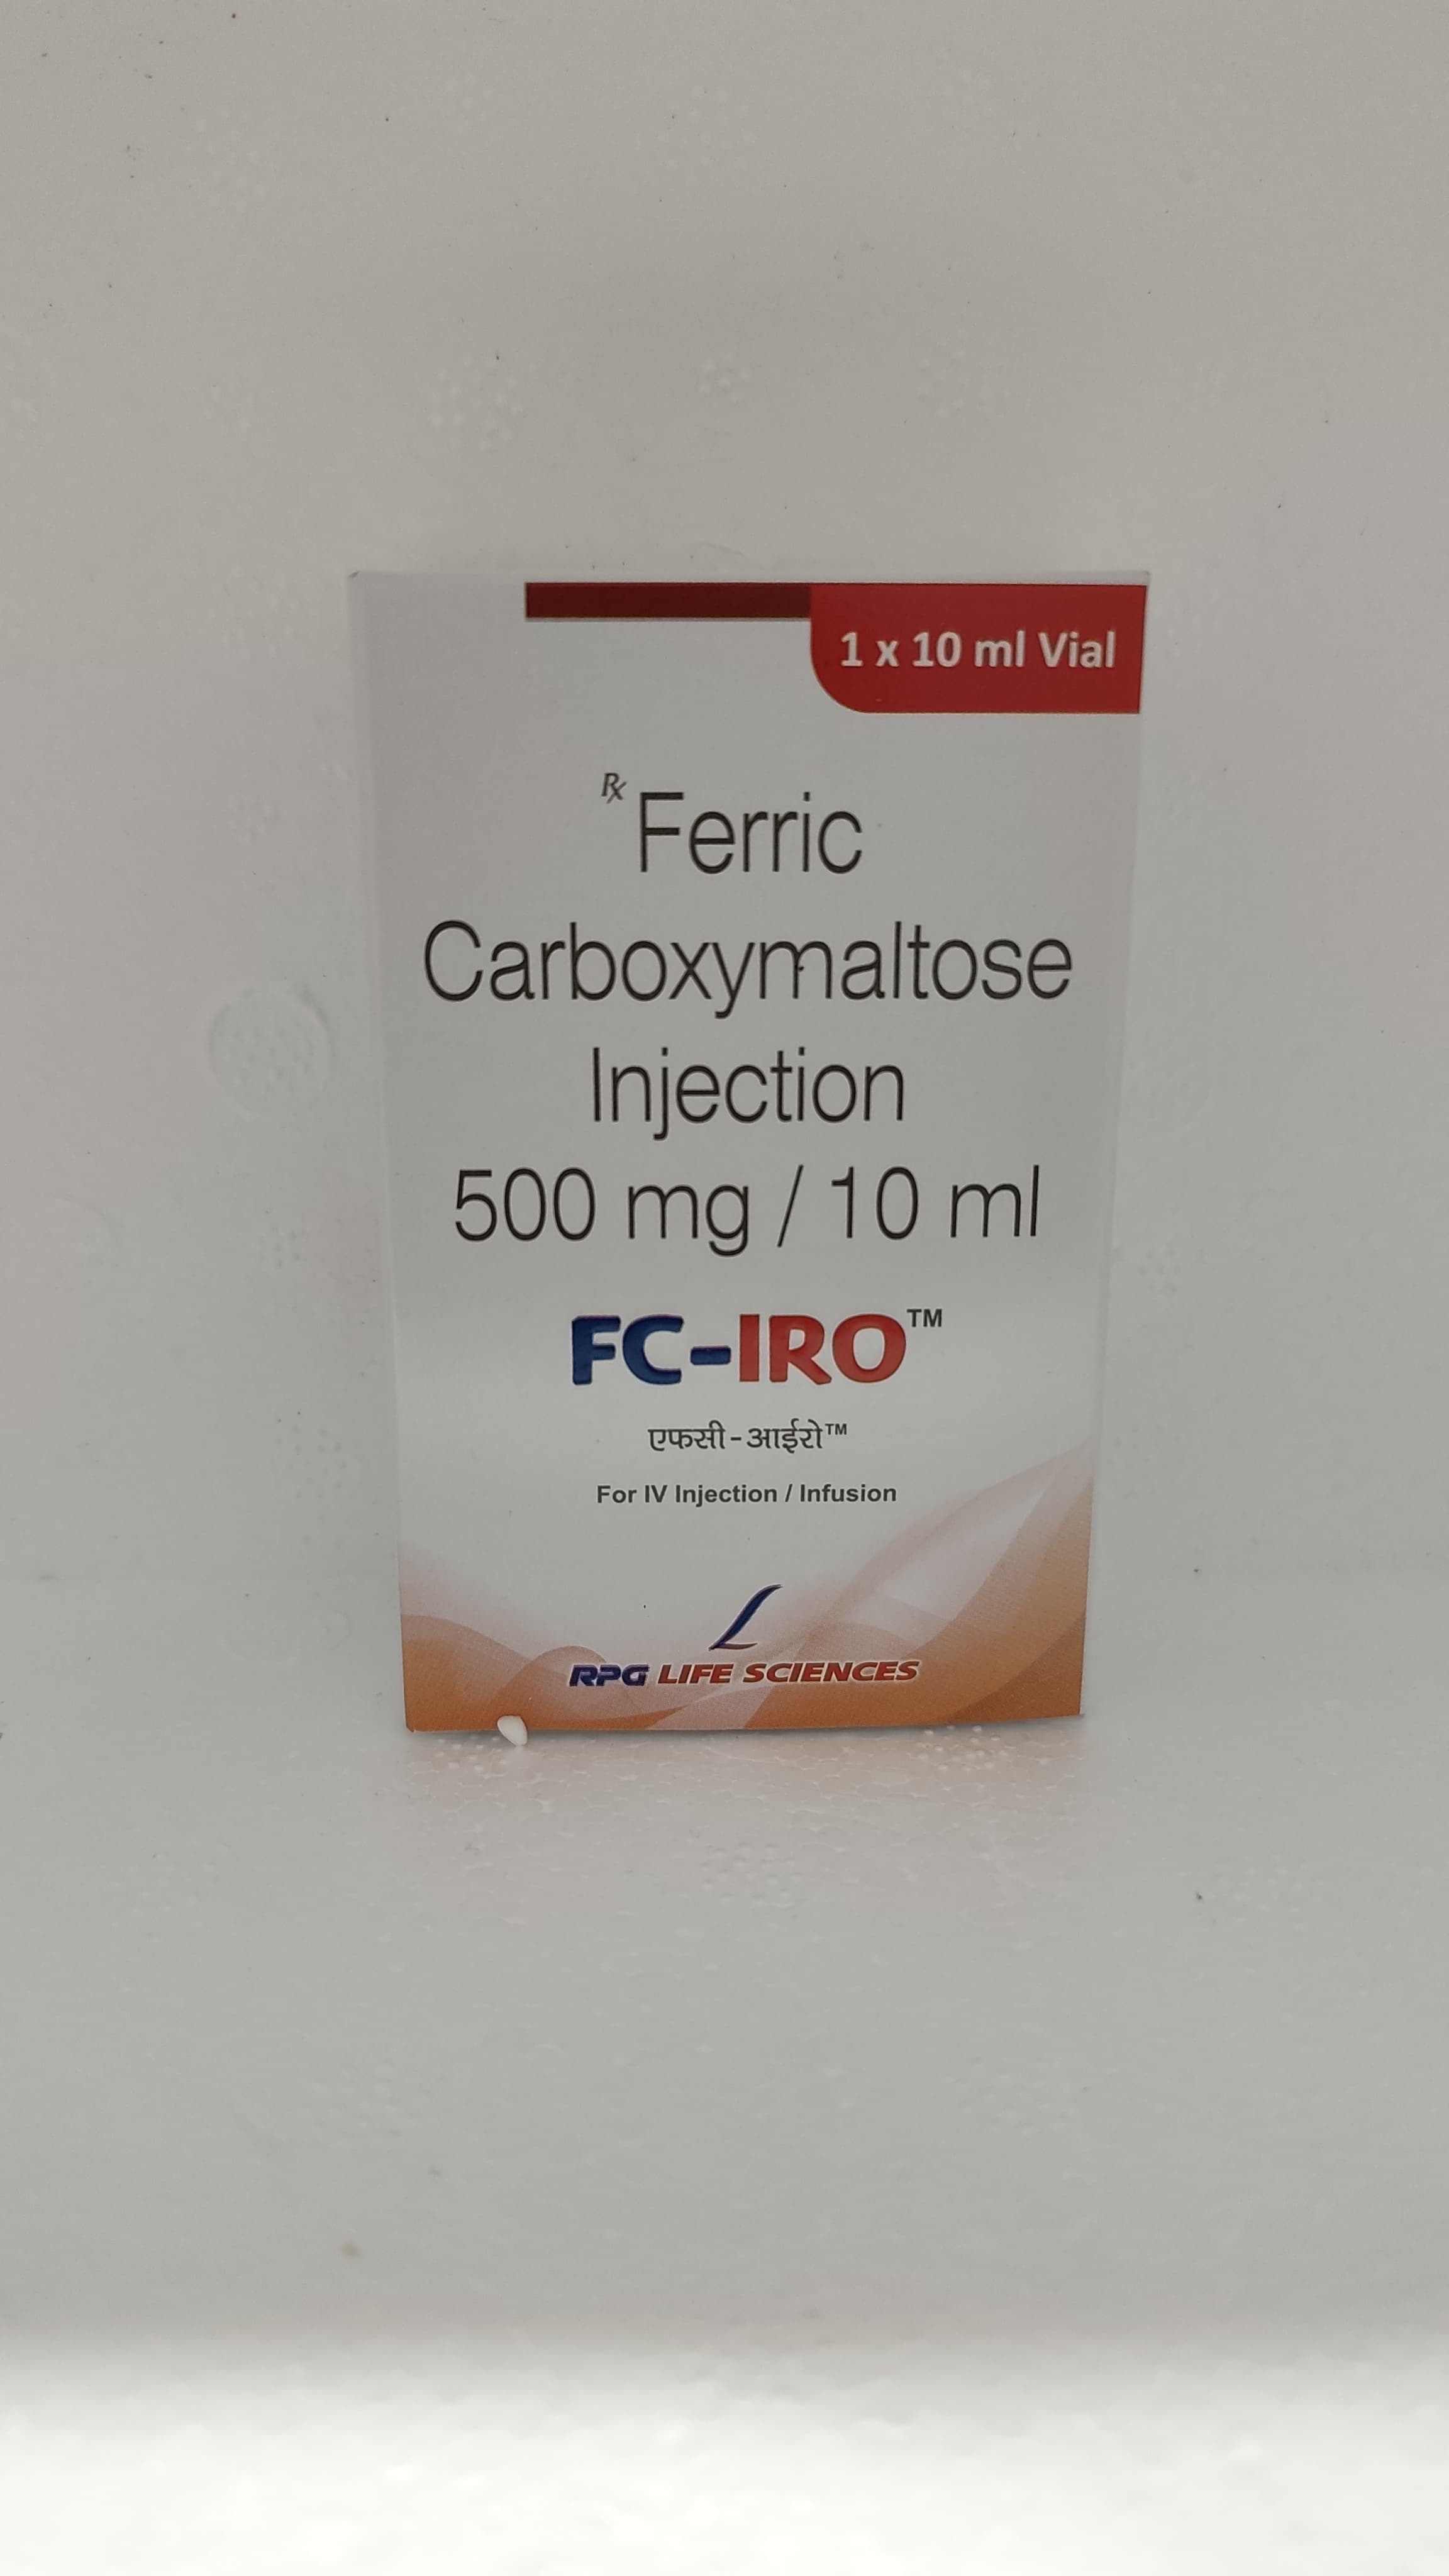 1 x 10 ml Vial
℞ Ferric
Carboxymaltose
Injection
500 mg / 10 ml
FC-IRO™
एफसी-आईरो™
For IV Injection / Infusion
RPG LIFE SCIENCES